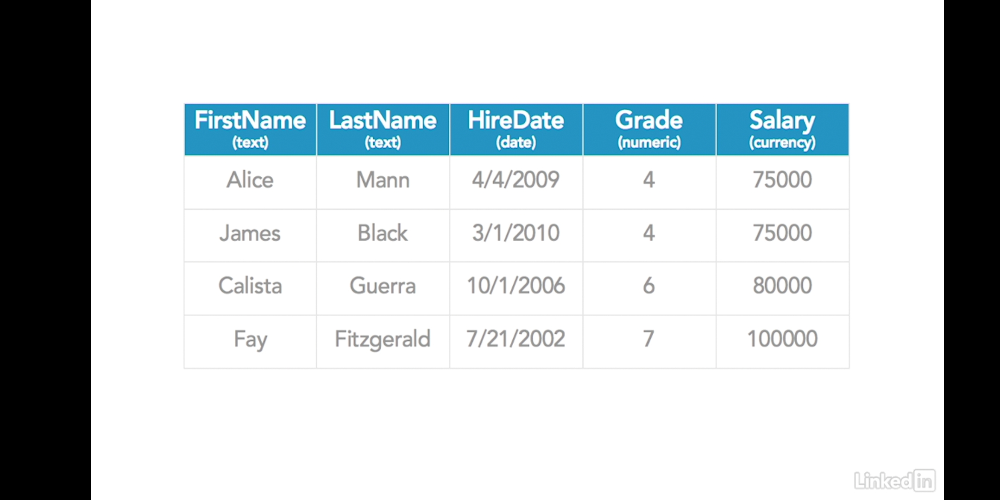 FirstName LastName HireDate Grade Salary
(text) (text) (date) (numeric) (currency)
Alice Mann 4/4/2009 4 75000
James Black 3/1/2010 4 75000
Calista Guerra 10/1/2006 6 80000
Fay Fitzgerald 7/21/2002 7 100000
Linked in